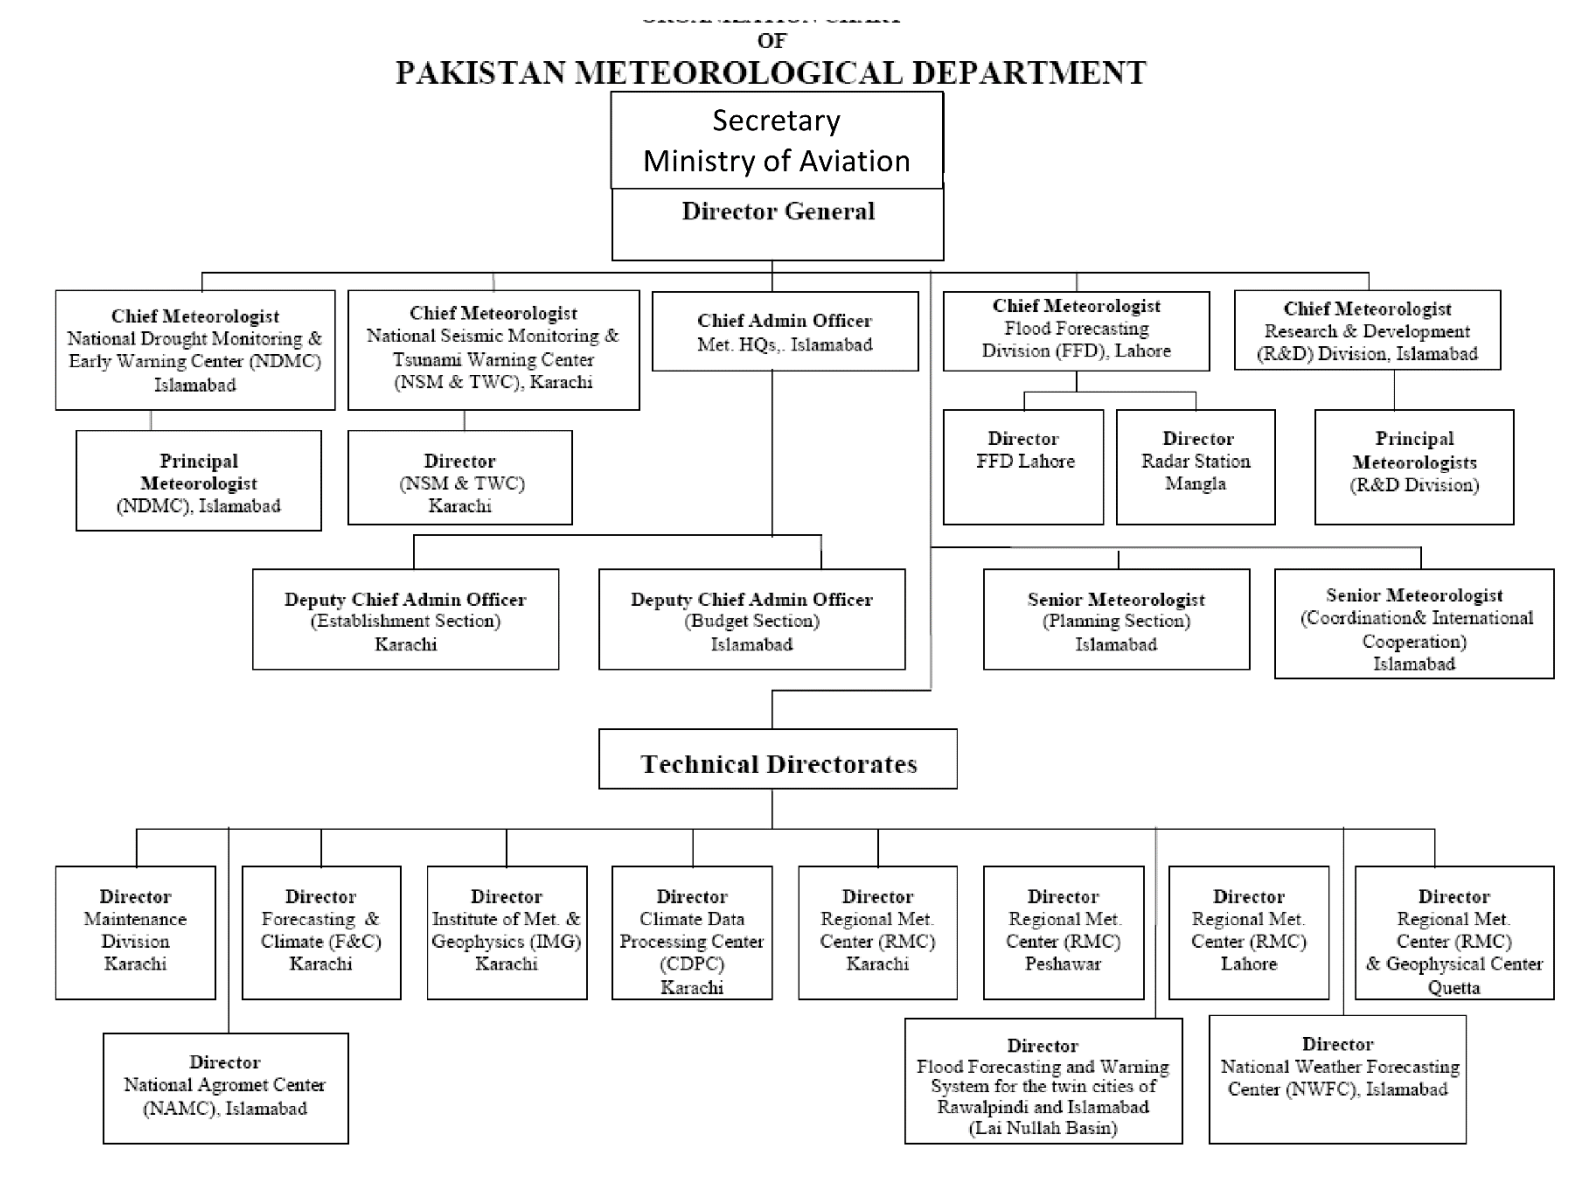 ORGANIZATION CHART
OF
PAKISTAN METEOROLOGICAL DEPARTMENT
Secretary
Ministry of Aviation
Director General
Chief Meteorologist
National Drought Monitoring &
Early Warning Center (NDMC)
Islamabad
Chief Meteorologist
National Seismic Monitoring &
Tsunami Warning Center
(NSM & TWC), Karachi
Chief Admin Officer
Met. HQs,. Islamabad
Chief Meteorologist
Flood Forecasting
Division (FFD), Lahore
Chief Meteorologist
Research & Development
(R&D) Division, Islamabad
Principal
Meteorologist
(NDMC), Islamabad
Director
(NSM & TWC)
Karachi
Director
FFD Lahore
Director
Radar Station
Mangla
Principal
Meteorologists
(R&D Division)
Deputy Chief Admin Officer
(Establishment Section)
Karachi
Deputy Chief Admin Officer
(Budget Section)
Islamabad
Senior Meteorologist
(Planning Section)
Islamabad
Senior Meteorologist
(Coordination& International
Cooperation)
Islamabad
Technical Directorates
Director
Maintenance
Division
Karachi
Director
Forecasting &
Climate (F&C)
Karachi
Director
Institute of Met. &
Geophysics (IMG)
Karachi
Director
Climate Data
Processing Center
(CDPC)
Karachi
Director
Regional Met.
Center (RMC)
Karachi
Director
Regional Met.
Center (RMC)
Peshawar
Director
Regional Met.
Center (RMC)
Lahore
Director
Regional Met.
Center (RMC)
& Geophysical Center
Quetta
Director
National Agromet Center
(NAMC), Islamabad
Director
Flood Forecasting and Warning
System for the twin cities of
Rawalpindi and Islamabad
(Lai Nullah Basin)
Director
National Weather Forecasting
Center (NWFC), Islamabad